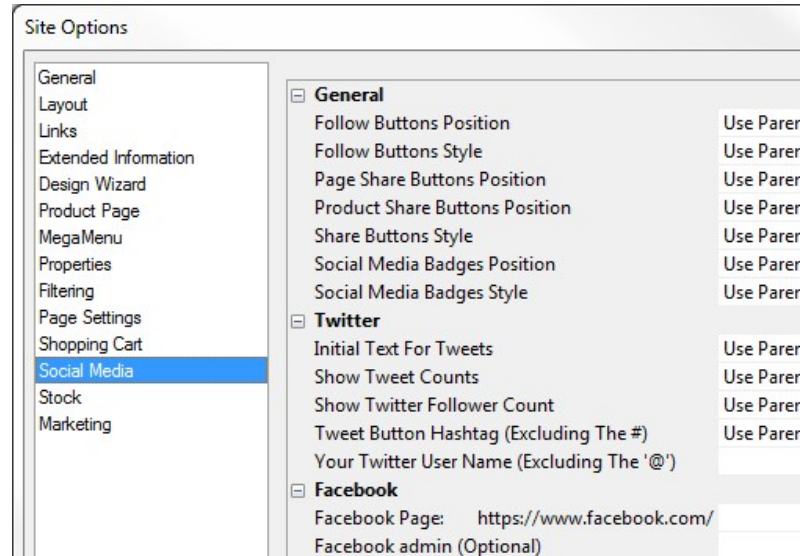 Site Options
General
Layout
Links
Extended Information
Design Wizard
Product Page
MegaMenu
Properties
Filtering
Page Settings
Shopping Cart
Social Media
Stock
Marketing
General
Follow Buttons Position Use Paren
Follow Buttons Style Use Paren
Page Share Buttons Position Use Paren
Product Share Buttons Position Use Paren
Share Buttons Style Use Paren
Social Media Badges Position Use Paren
Social Media Badges Style Use Paren
Twitter
Initial Text For Tweets Use Paren
Show Tweet Counts Use Paren
Show Twitter Follower Count Use Paren
Tweet Button Hashtag (Excluding The #) Use Paren
Your Twitter User Name (Excluding The '@')
Facebook
Facebook Page: https://www.facebook.com/
Facebook admin (Optional)